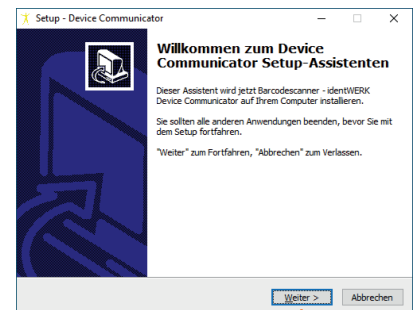 Setup - Device Communicator
Willkommen zum Device
Communicator Setup-Assistenten
Dieser Assistent wird jetzt Barcodescanner - identWERK
Device Communicator auf Ihrem Computer installieren.
Sie sollten alle anderen Anwendungen beenden, bevor Sie mit
dem Setup fortfahren.
"Weiter" zum Fortfahren, "Abbrechen" zum Verlassen.
Weiter >
Abbrechen